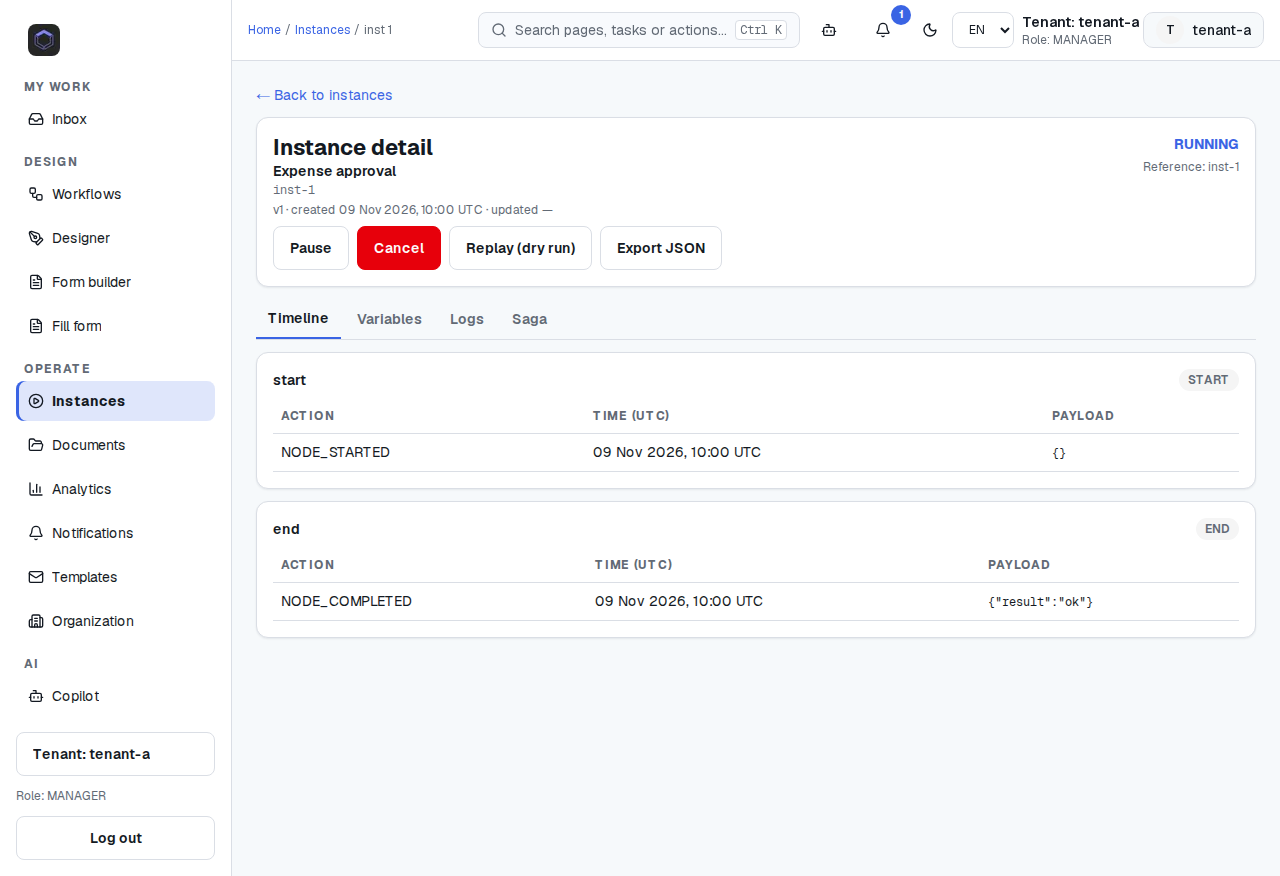 MY WORK
Inbox
DESIGN
Workflows
Designer
Form builder
Fill form
OPERATE
Instances
Documents
Analytics
Notifications
Templates
Organization
AI
Copilot
Tenant: tenant-a
Role: MANAGER
Log out
Home / Instances / inst 1
Search pages, tasks or actions... Ctrl K
1
EN
Tenant: tenant-a
Role: MANAGER
T tenant-a
← Back to instances
Instance detail
RUNNING
Expense approval
Reference: inst-1
inst-1
v1 · created 09 Nov 2026, 10:00 UTC · updated —
Pause Cancel Replay (dry run) Export JSON
Timeline Variables Logs Saga
start START
ACTION TIME (UTC) PAYLOAD
NODE_STARTED 09 Nov 2026, 10:00 UTC {}
end END
ACTION TIME (UTC) PAYLOAD
NODE_COMPLETED 09 Nov 2026, 10:00 UTC {"result":"ok"}